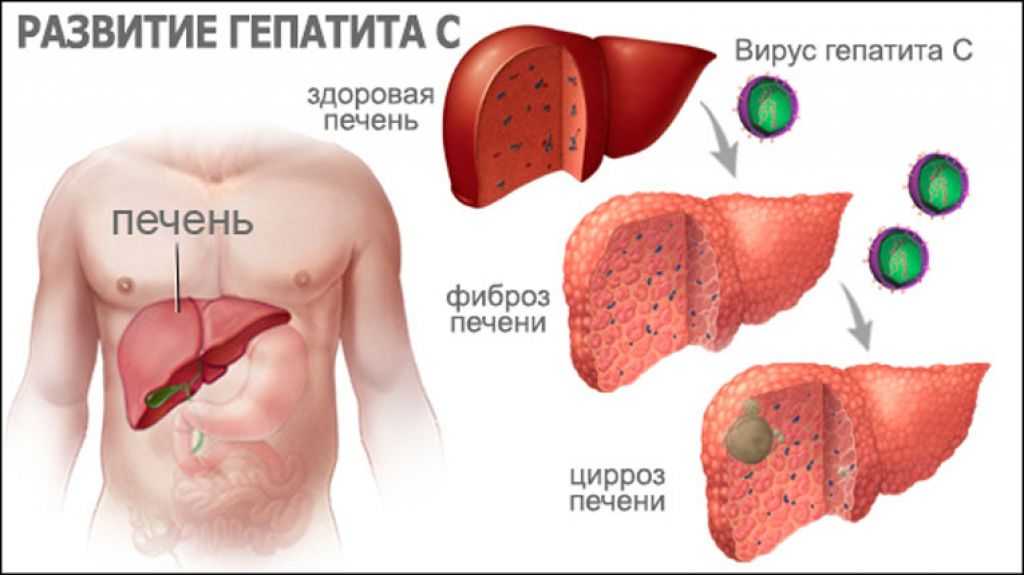 РАЗВИТИЕ ГЕПАТИТА С
Вирус гепатита С
здоровая
печень
печень
фиброз
печени
цирроз
печени